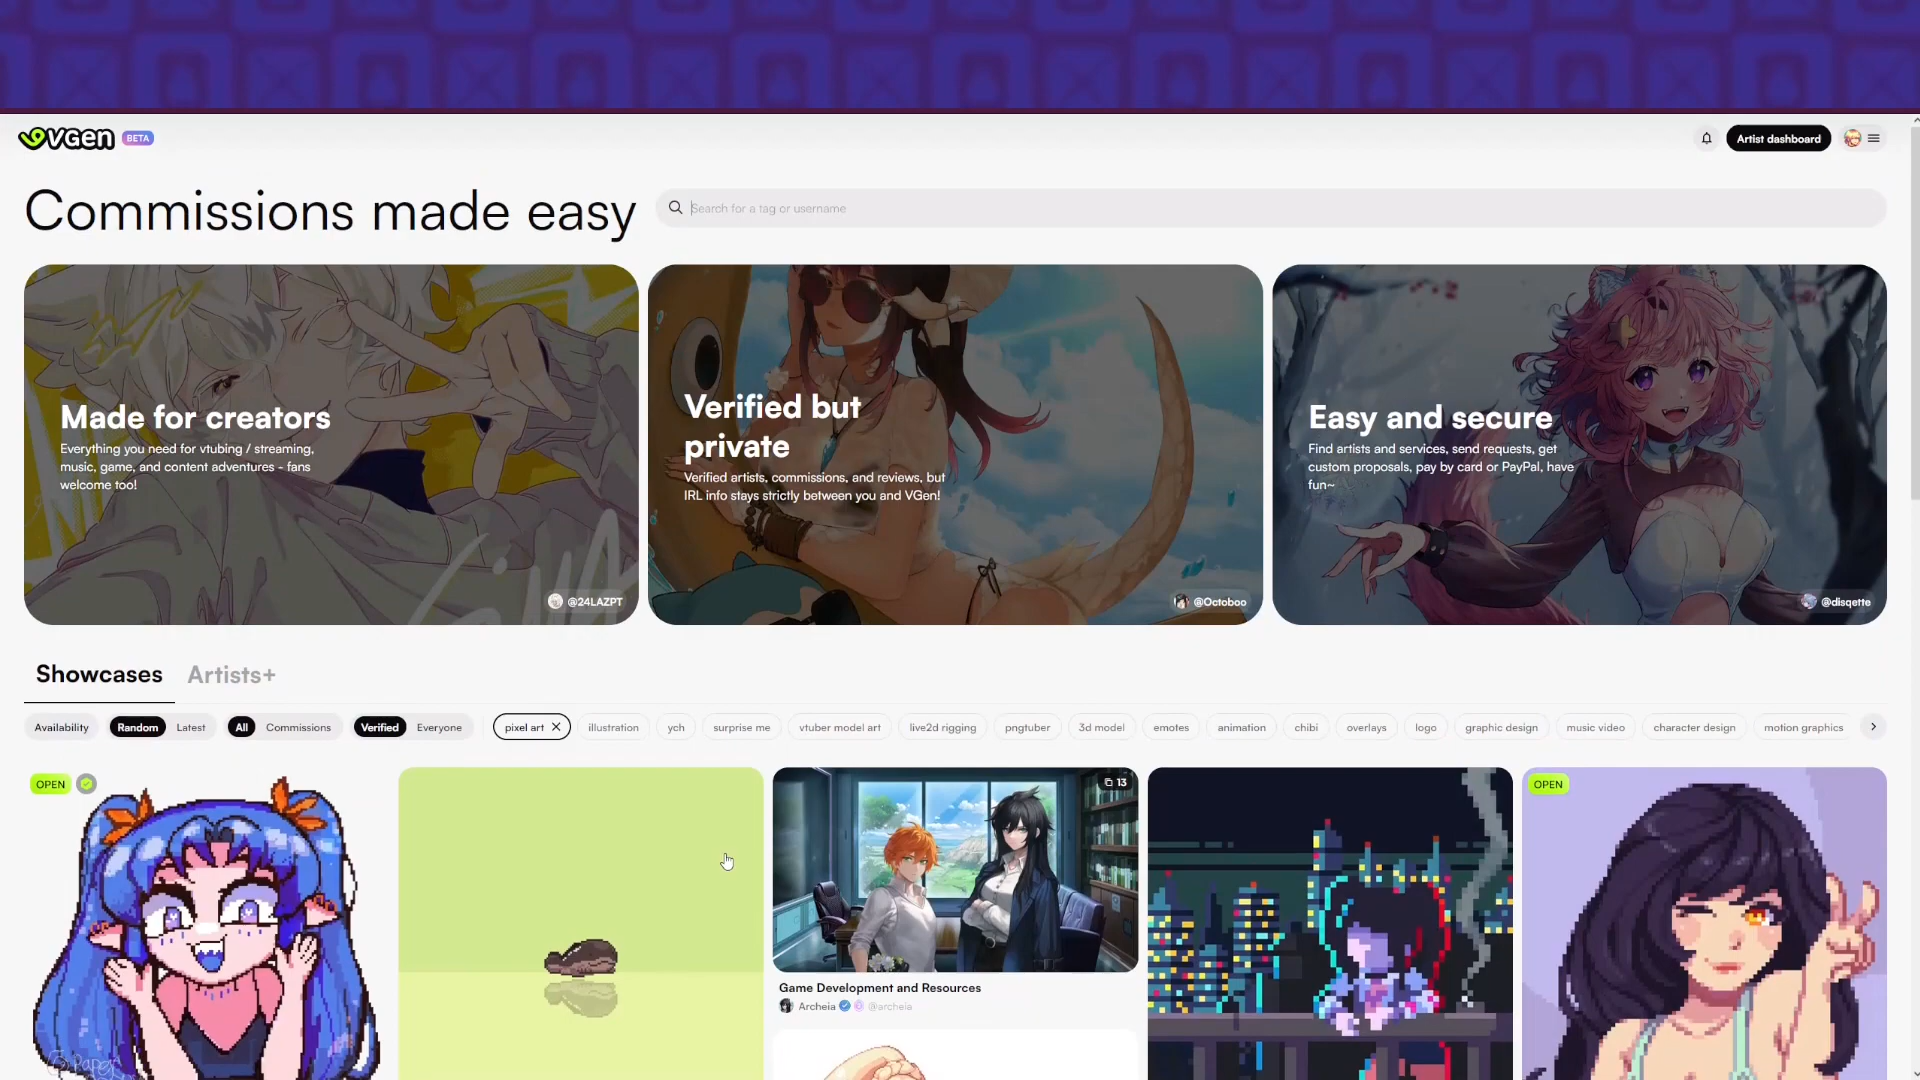 VGen BETA
Artist dashboard
Commissions made easy
Search for a tag or username
Made for creators
Everything you need for vtubing / streaming,
music, game, and content adventures - fans
welcome too!
@24LAZPT
Verified but
private
Verified artists, commissions, and reviews, but
IRL info stays strictly between you and VGen!
@Octoboo
Easy and secure
Find artists and services, send requests, get
custom proposals, pay by card or PayPal, have
fun~
@disqette
Showcases Artists+
Availability Random Latest All Commissions Verified Everyone pixel art illustration ych surprise me vtuber model art live2d rigging pngtuber 3d model emotes animation chibi overlays logo graphic design music video character design motion graphics
OPEN
13
OPEN
Game Development and Resources
Archeia @archeia